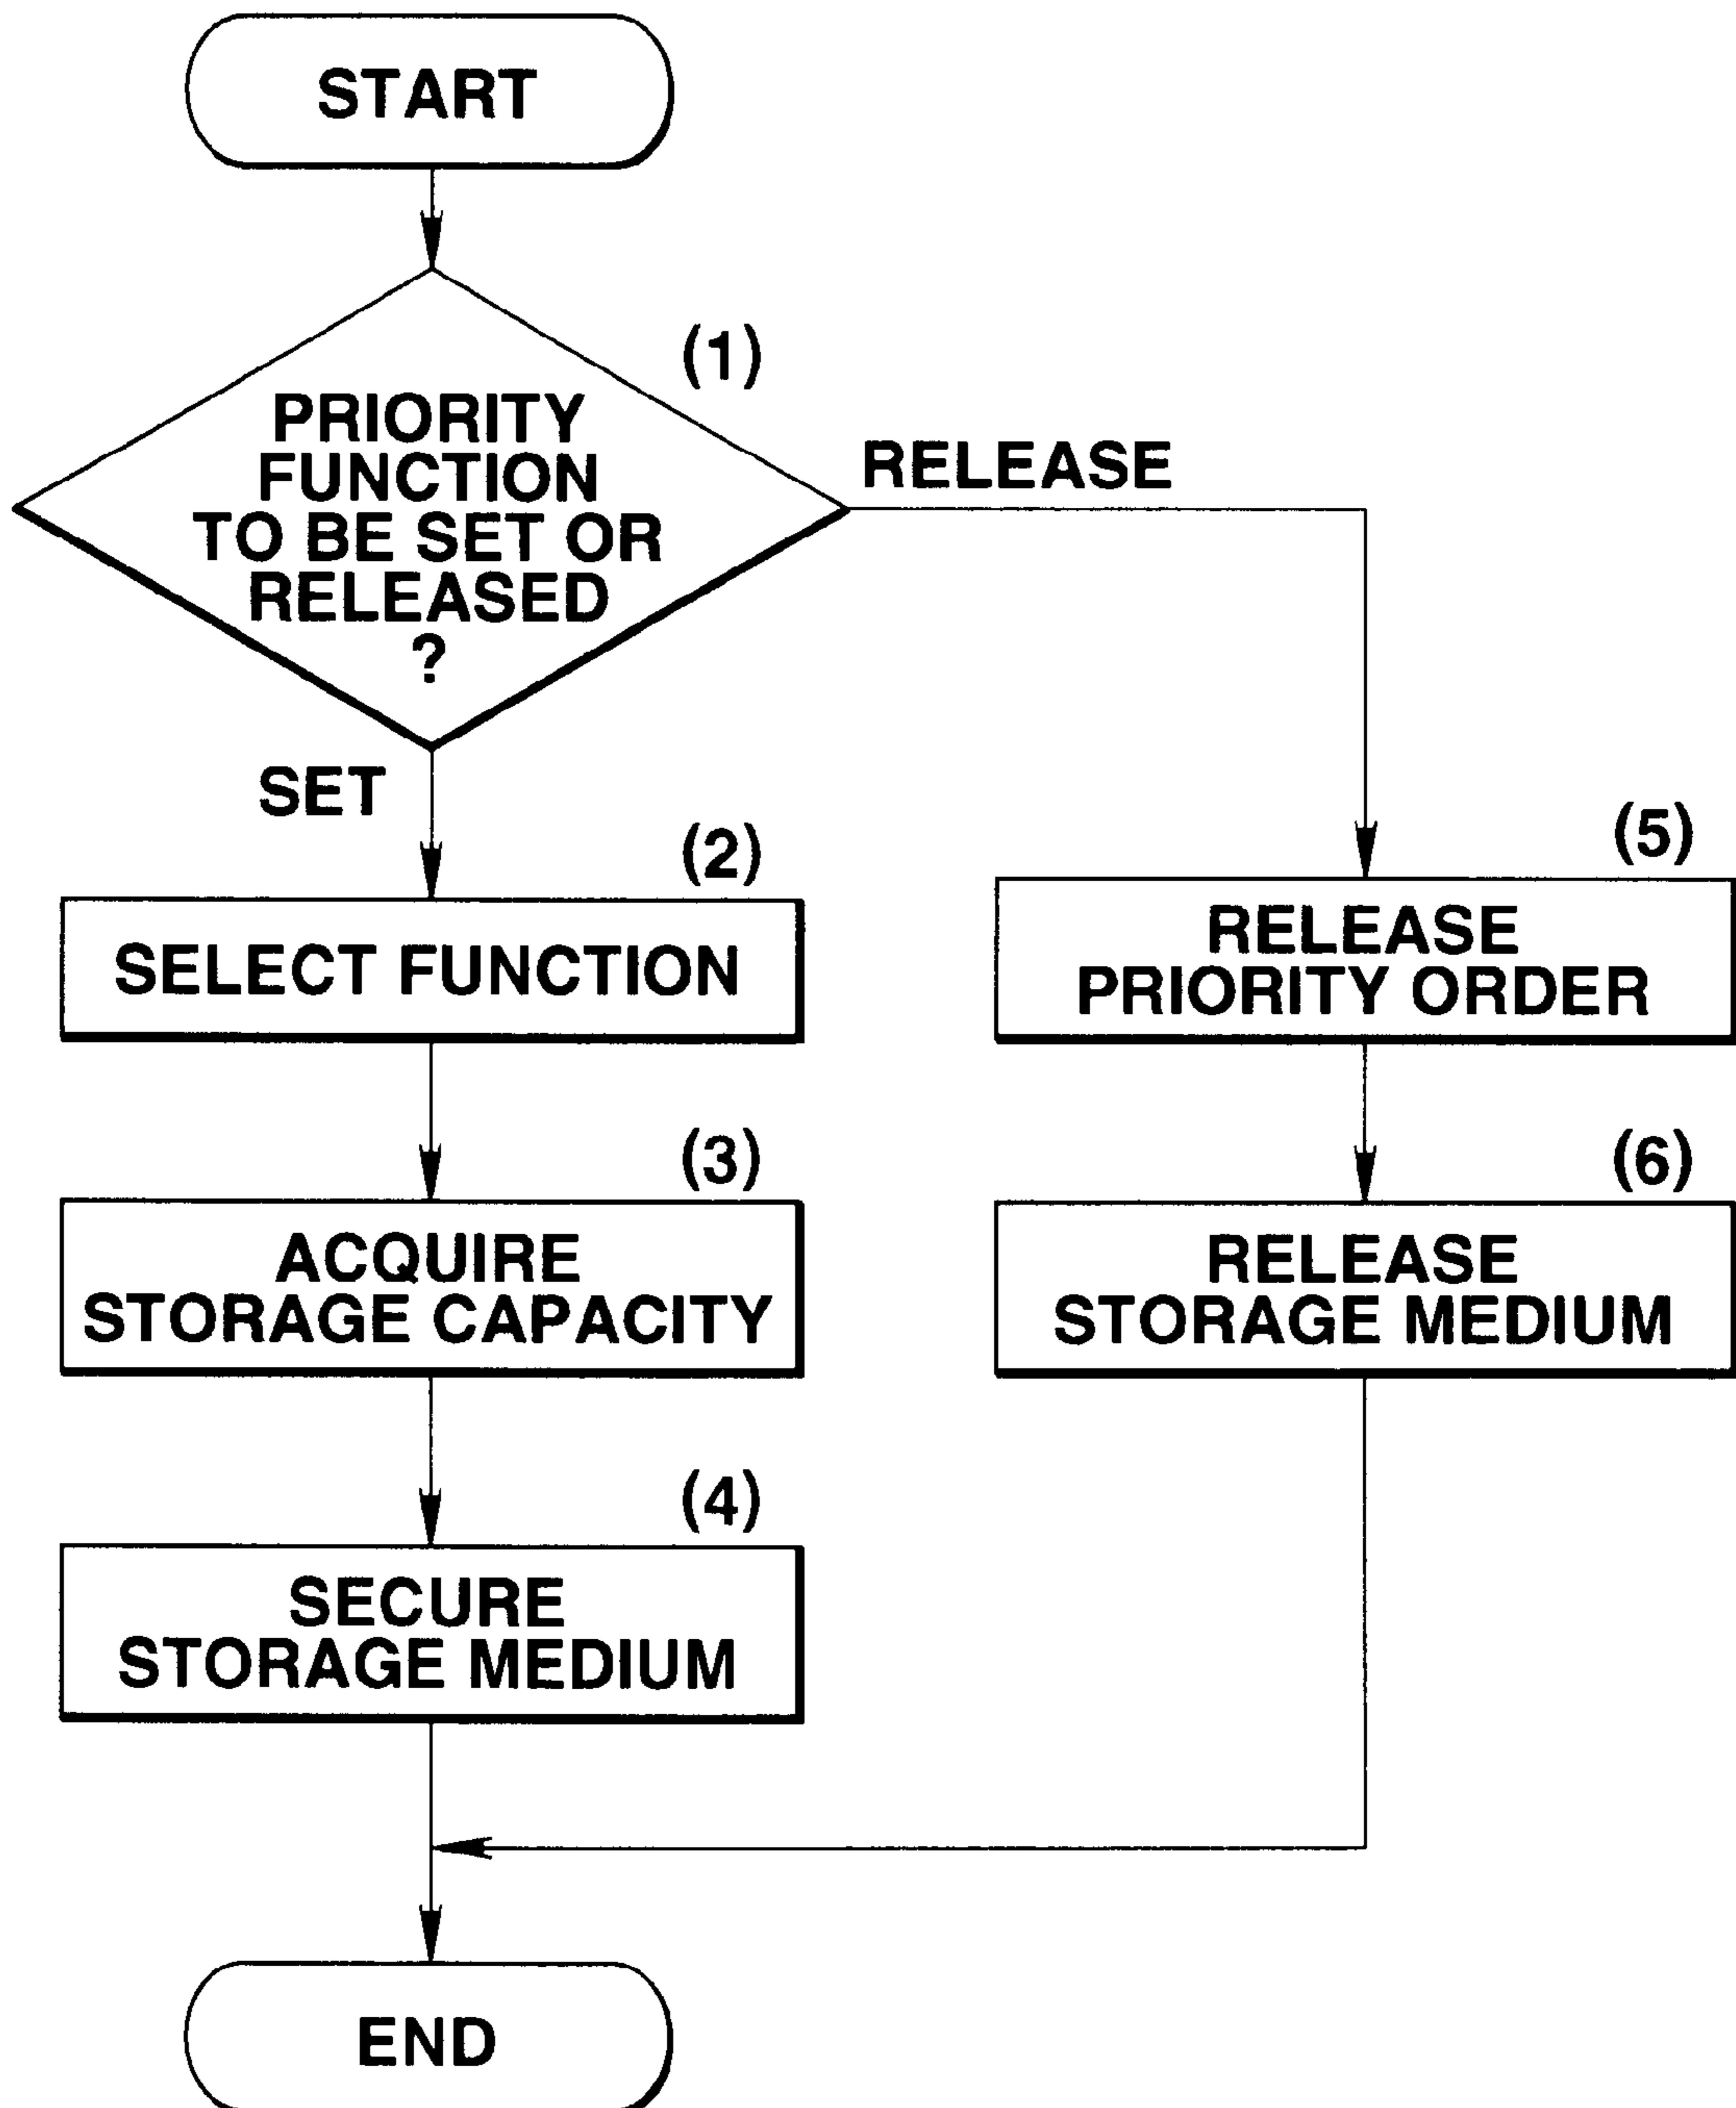 START
(1)
PRIORITY
FUNCTION
TO BE SET OR
RELEASED
?
RELEASE
SET
(2)
SELECT FUNCTION
(3)
ACQUIRE
STORAGE CAPACITY
(4)
SECURE
STORAGE MEDIUM
(5)
RELEASE
PRIORITY ORDER
(6)
RELEASE
STORAGE MEDIUM
END